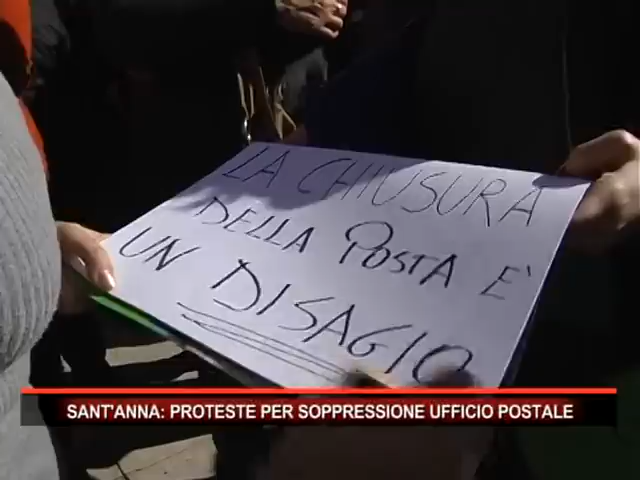 LA CHIUSURA
DELLA POSTA È
UN DISAGIO
SANT'ANNA: PROTESTE PER SOPPRESSIONE UFFICIO POSTALE